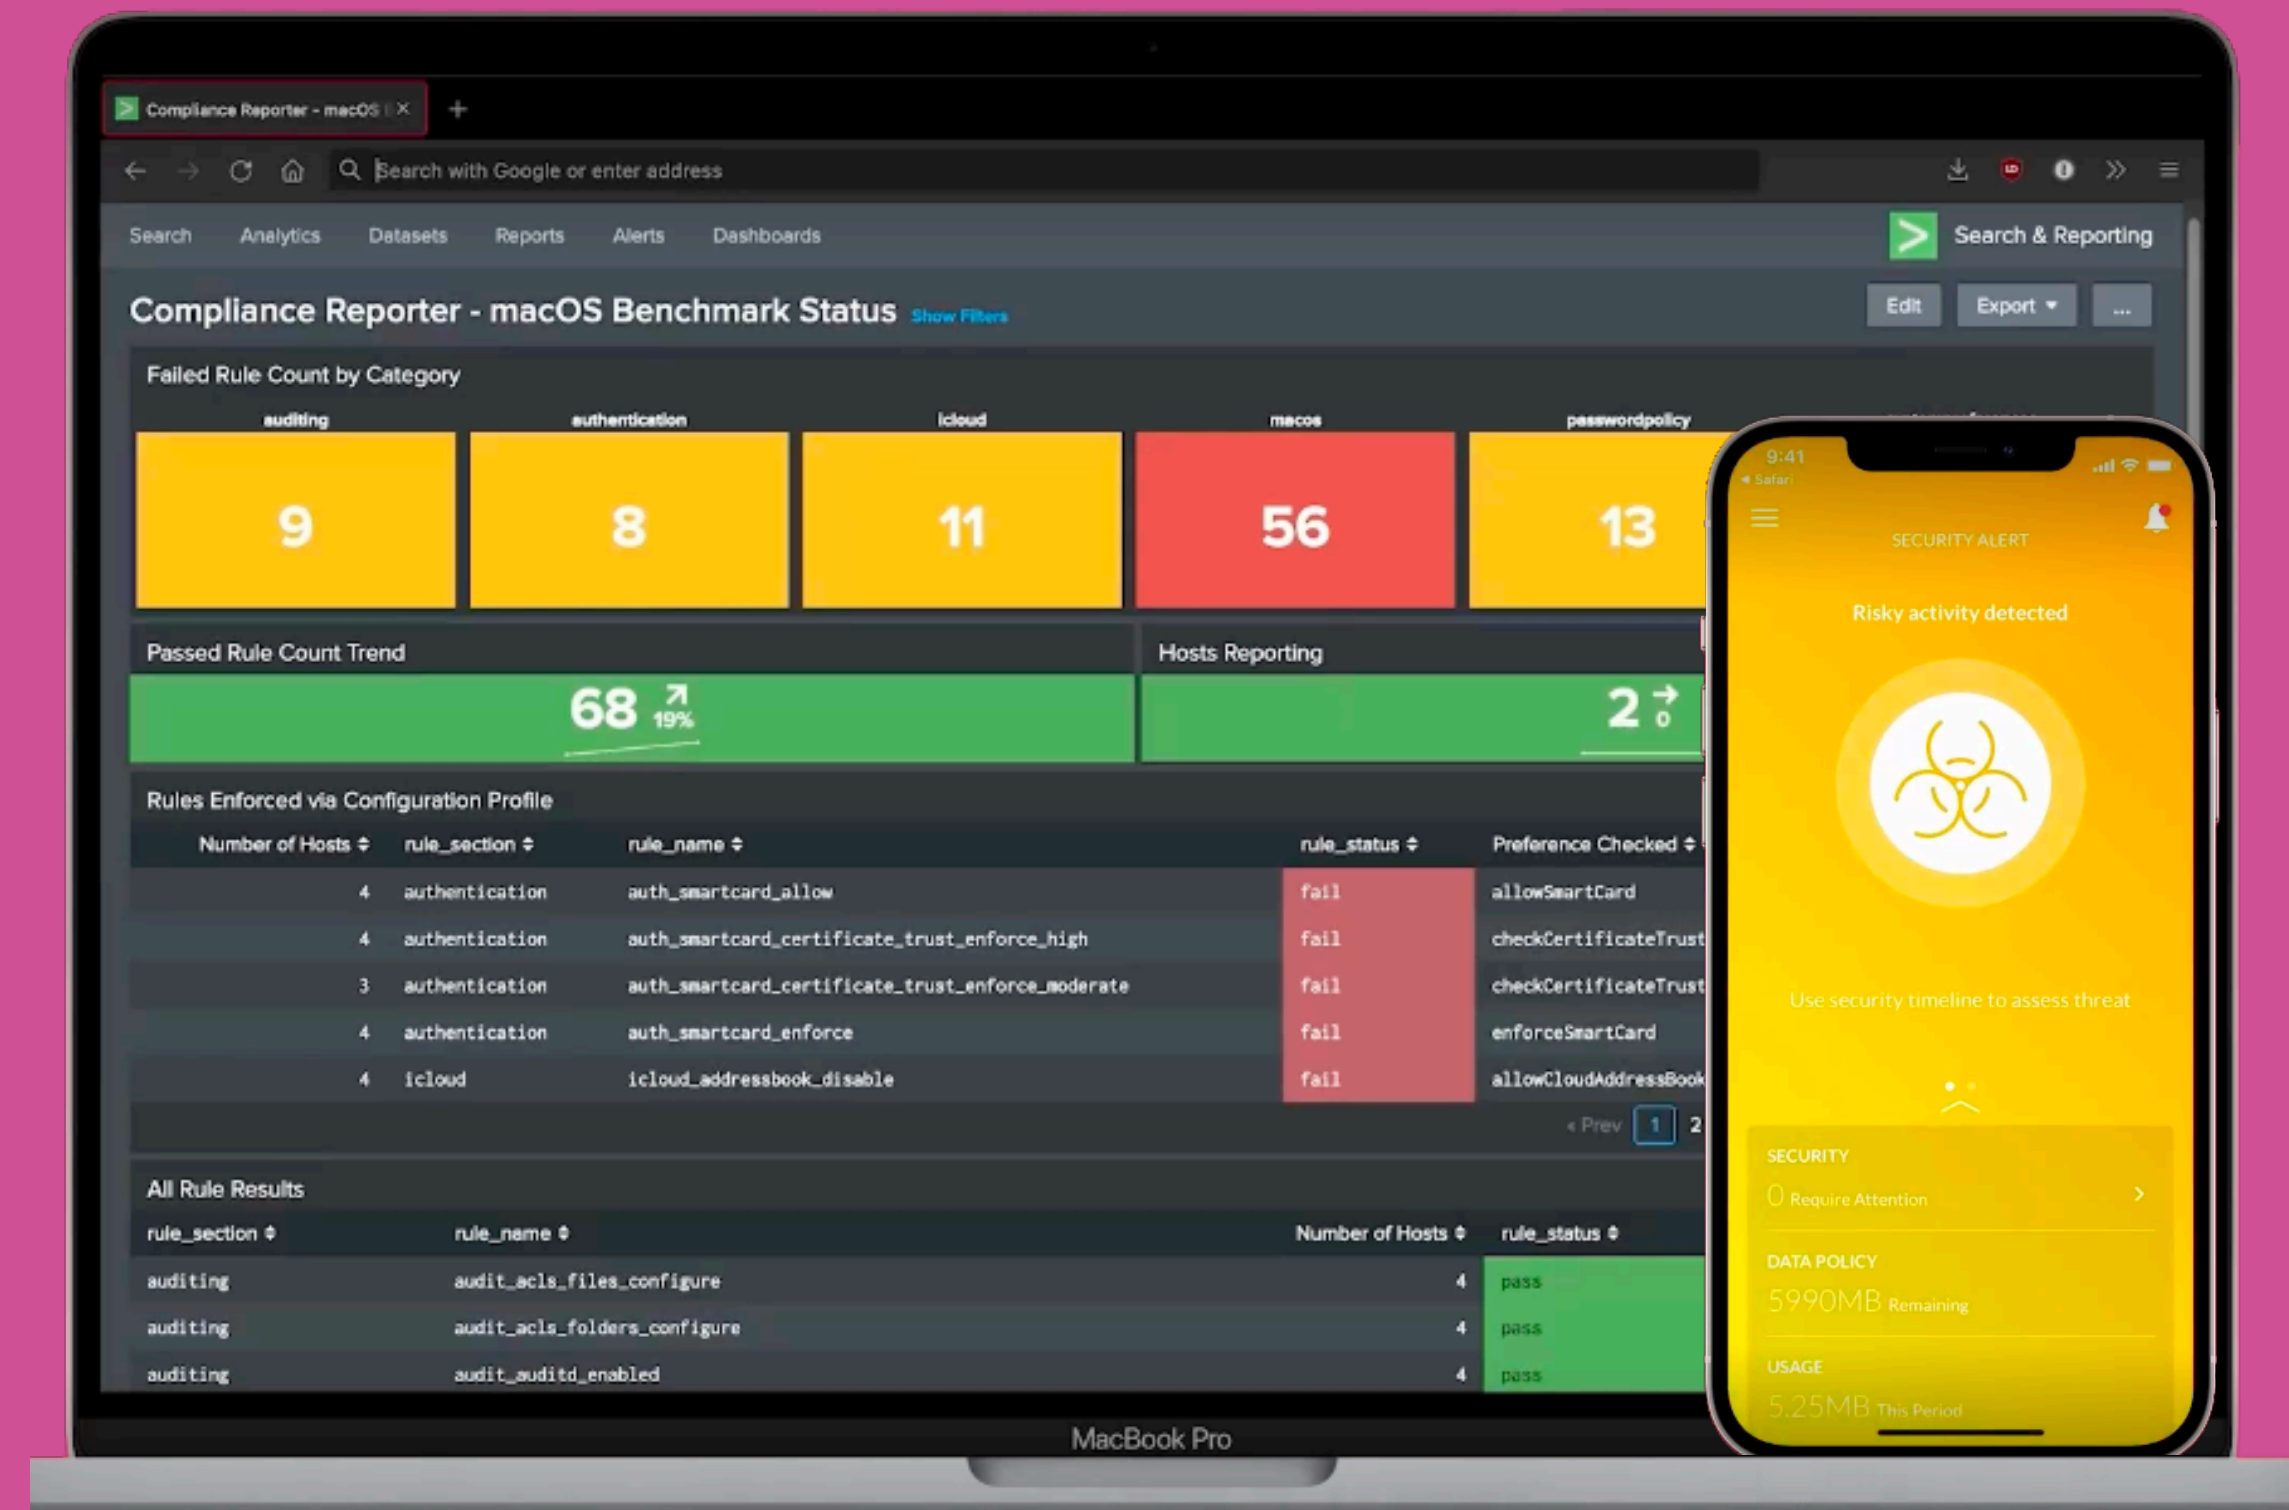 Compliance Reporter - macOS
Search with Google or enter address
Search Analytics Datasets Reports Alerts Dashboards
Search & Reporting
Compliance Reporter - macOS Benchmark Status Show Filters
Edit Export ...
Failed Rule Count by Category
auditing authentication icloud macos passwordpolicy
9 8 11 56 13
Passed Rule Count Trend
68 19%
Hosts Reporting
2 0
Rules Enforced via Configuration Profile
Number of Hosts rule_section rule_name rule_status Preference Checked
4 authentication auth_smartcard_allow fail allowSmartCard
4 authentication auth_smartcard_certificate_trust_enforce_high fail checkCertificateTrust
3 authentication auth_smartcard_certificate_trust_enforce_moderate fail checkCertificateTrust
4 authentication auth_smartcard_enforce fail enforceSmartCard
4 icloud icloud_addressbook_disable fail allowCloudAddressBook
« Prev 1 2
All Rule Results
rule_section rule_name Number of Hosts rule_status
auditing audit_acls_files_configure 4 pass
auditing audit_acls_folders_configure 4 pass
auditing audit_auditd_enabled 4 pass
MacBook Pro
9:41
Safari
SECURITY ALERT
Risky activity detected
Use security timeline to assess threat
SECURITY
0 Require Attention
DATA POLICY
5990MB Remaining
USAGE
5.25MB This Period